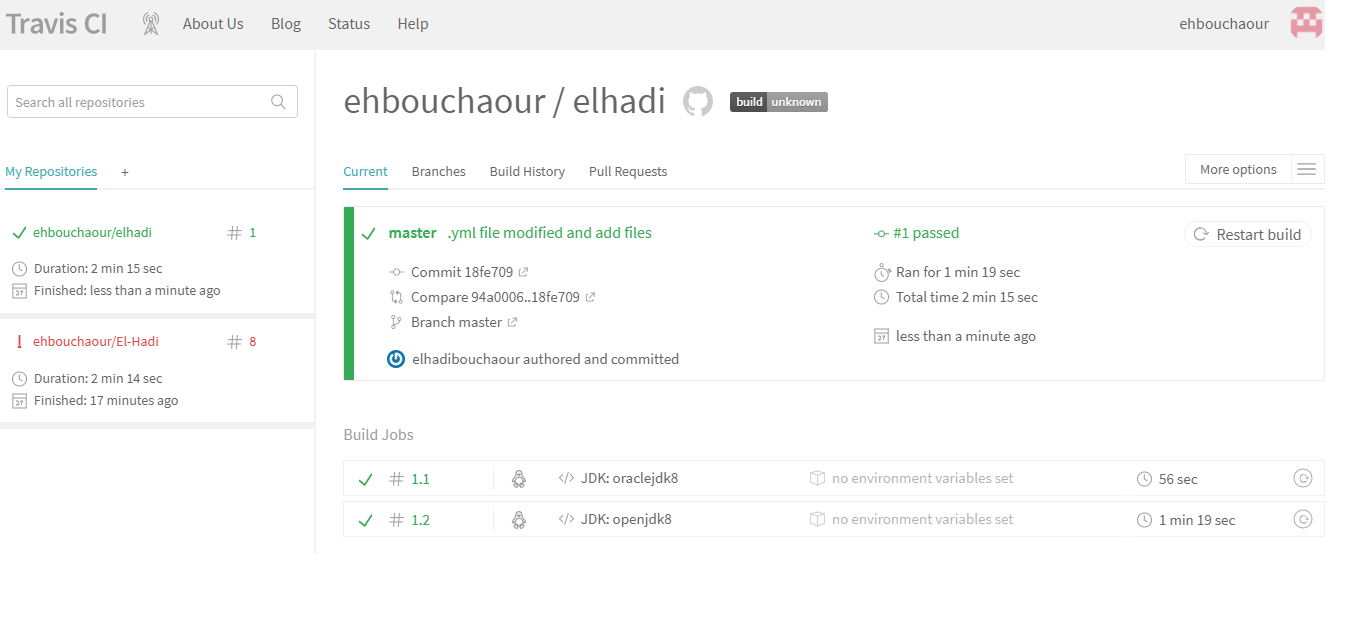 Travis CI About Us Blog Status Help ehbouchaour
Search all repositories
My Repositories +
ehbouchaour/elhadi # 1
Duration: 2 min 15 sec
27 Finished: less than a minute ago
! ehbouchaour/El-Hadi # 8
Duration: 2 min 14 sec
27 Finished: 17 minutes ago
ehbouchaour / elhadi build unknown
Current Branches Build History Pull Requests More options
master .yml file modified and add files #1 passed Restart build
Commit 18fe709 Ran for 1 min 19 sec
Compare 94a0006..18fe709 Total time 2 min 15 sec
Branch master
27 less than a minute ago
elhadibouchaour authored and committed
Build Jobs
# 1.1 </> JDK: oraclejdk8 no environment variables set 56 sec
# 1.2 </> JDK: openjdk8 no environment variables set 1 min 19 sec